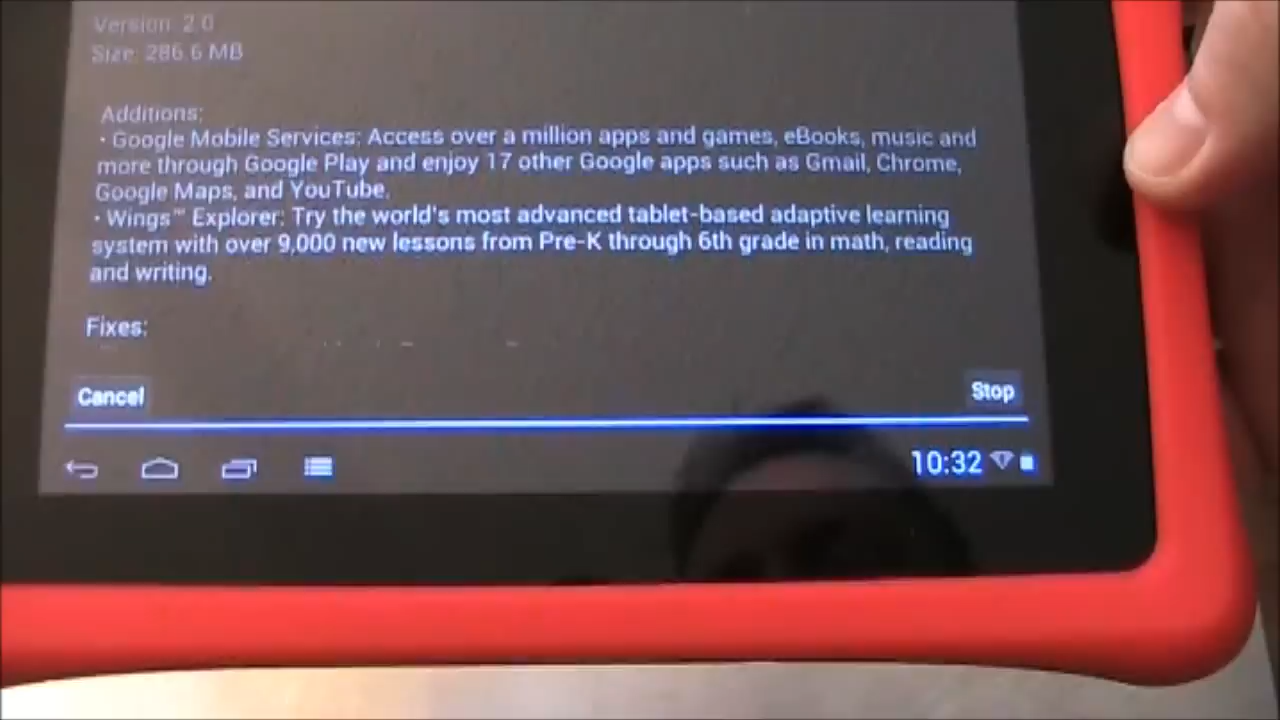 Version: 2.0
Size: 286.6 MB
Additions:
• Google Mobile Services: Access over a million apps and games, eBooks, music and
more through Google Play and enjoy 17 other Google apps such as Gmail, Chrome,
Google Maps, and YouTube.
• Wings™ Explorer: Try the world's most advanced tablet-based adaptive learning
system with over 9,000 new lessons from Pre-K through 6th grade in math, reading
and writing.
Fixes:
Cancel
Stop
10:32